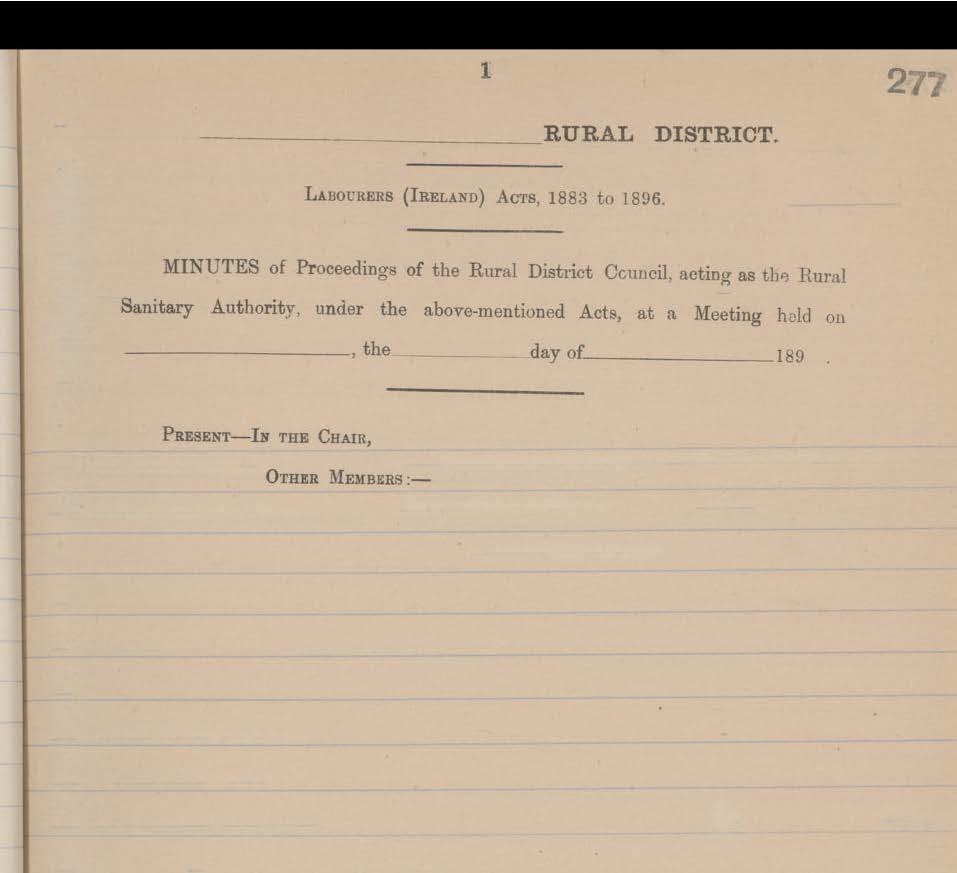 1
277
RURAL DISTRICT.
LABOURERS (IRELAND) ACTS, 1883 to 1896.
MINUTES of Proceedings of the Rural District Council, acting as the Rural
Sanitary Authority, under the above-mentioned Acts, at a Meeting held on
, the day of 189 .
PRESENT—IN THE CHAIR,
OTHER MEMBERS:—